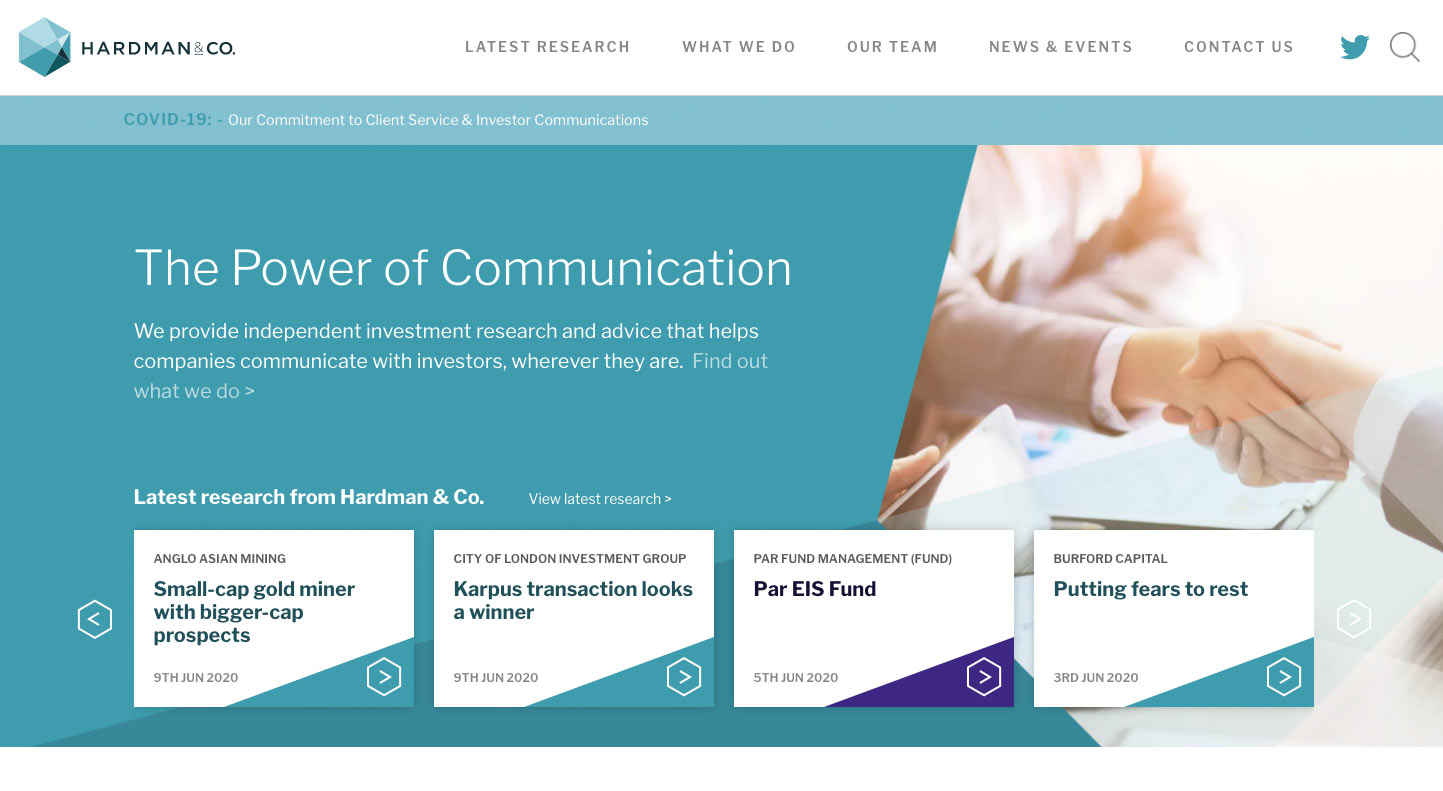 HARDMAN&CO.
LATEST RESEARCH
WHAT WE DO
OUR TEAM
NEWS & EVENTS
CONTACT US
COVID-19: - Our Commitment to Client Service & Investor Communications
The Power of Communication
We provide independent investment research and advice that helps
companies communicate with investors, wherever they are. Find out
what we do >
Latest research from Hardman & Co.
View latest research >
ANGLO ASIAN MINING
Small-cap gold miner
with bigger-cap
prospects
9TH JUN 2020
CITY OF LONDON INVESTMENT GROUP
Karpus transaction looks
a winner
9TH JUN 2020
PAR FUND MANAGEMENT (FUND)
Par EIS Fund
5TH JUN 2020
BURFORD CAPITAL
Putting fears to rest
3RD JUN 2020